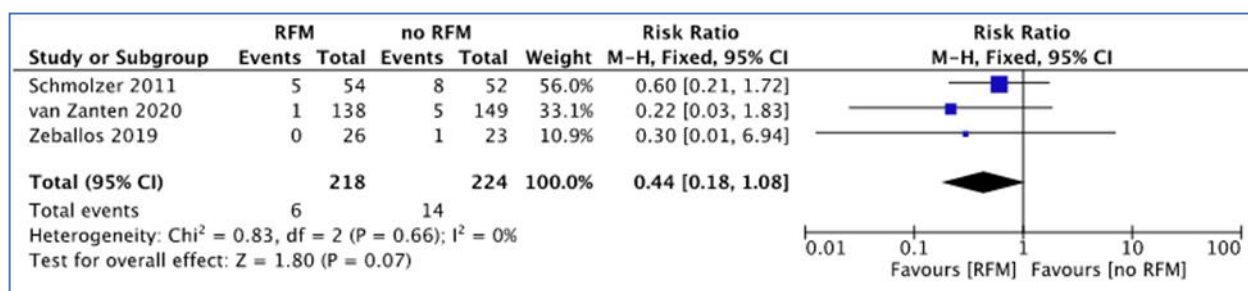 RFM no RFM Risk Ratio Risk Ratio
Study or Subgroup Events Total Events Total Weight M-H, Fixed, 95% CI M-H, Fixed, 95% CI
Schmolzer 2011 5 54 8 52 56.0% 0.60 [0.21, 1.72]
van Zanten 2020 1 138 5 149 33.1% 0.22 [0.03, 1.83]
Zeballos 2019 0 26 1 23 10.9% 0.30 [0.01, 6.94]
Total (95% CI) 218 224 100.0% 0.44 [0.18, 1.08]
Total events 6 14
Heterogeneity: Chi² = 0.83, df = 2 (P = 0.66); I² = 0%
Test for overall effect: Z = 1.80 (P = 0.07)
0.01 0.1 1 10 100
Favours [RFM] Favours [no RFM]